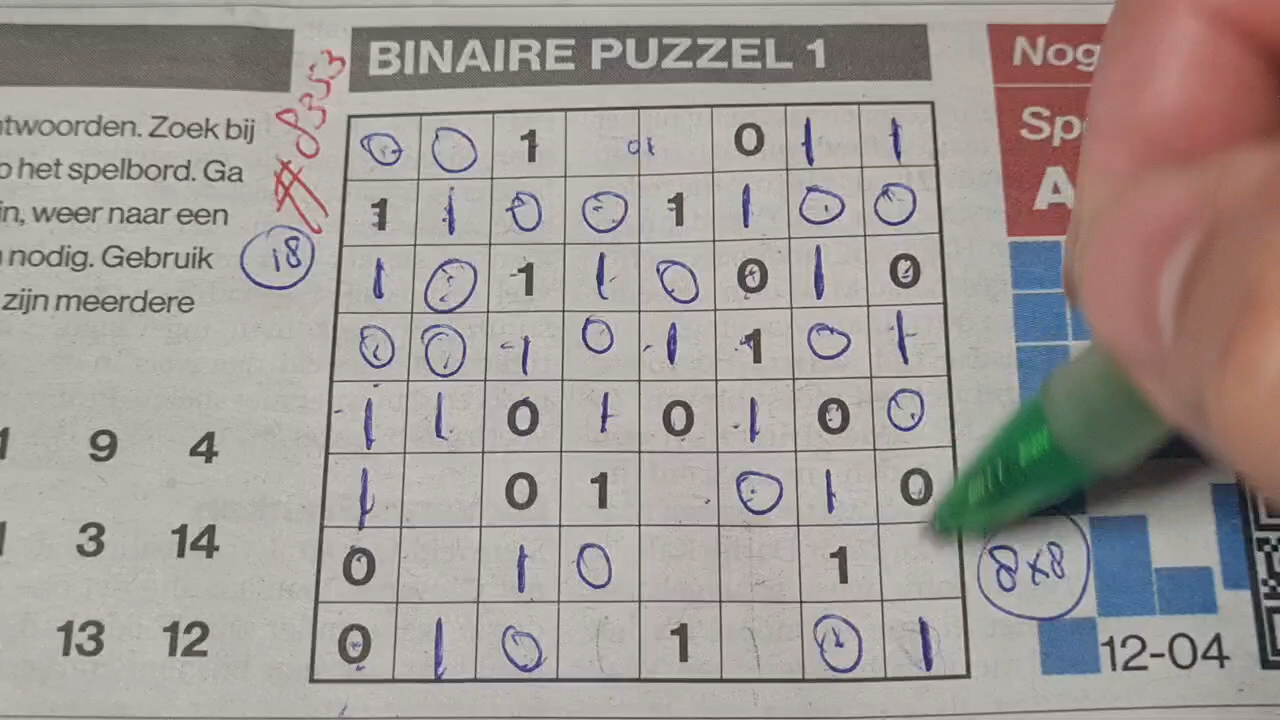 BINAIRE PUZZEL 1
Nog
ntwoorden. Zoek bij
o het spelbord. Ga
in, weer naar een
nodig. Gebruik
zijn meerdere
#8353
18
Sp
A
0 0 1 01 0 1 1
1 1 0 0 1 1 0 0
1 0 1 1 0 0 1 0
0 0 1 0 1 1 0 1
1 1 0 1 0 1 0 0
1 0 1 0 1 0
0 1 0 1
0 1 0 1 0 1
1 9 4
1 3 14
13 12
8x8
12-04